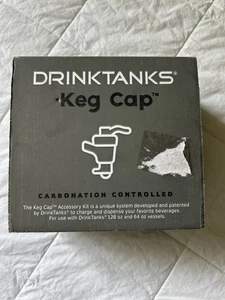 DRINKTANKS®
Keg Cap™
CARBONATION CONTROLLED
The Keg Cap™ Accessory Kit is a unique system developed and patented
by DrinkTanks® to charge and dispense your favorite beverages.
For use with DrinkTanks® 128 oz and 64 oz vessels.